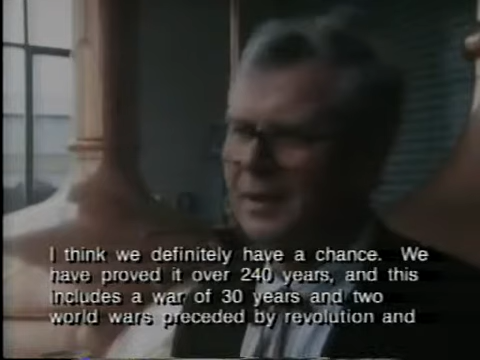 I think we definitely have a chance. We
have proved it over 240 years, and this
includes a war of 30 years and two
world wars preceded by revolution and